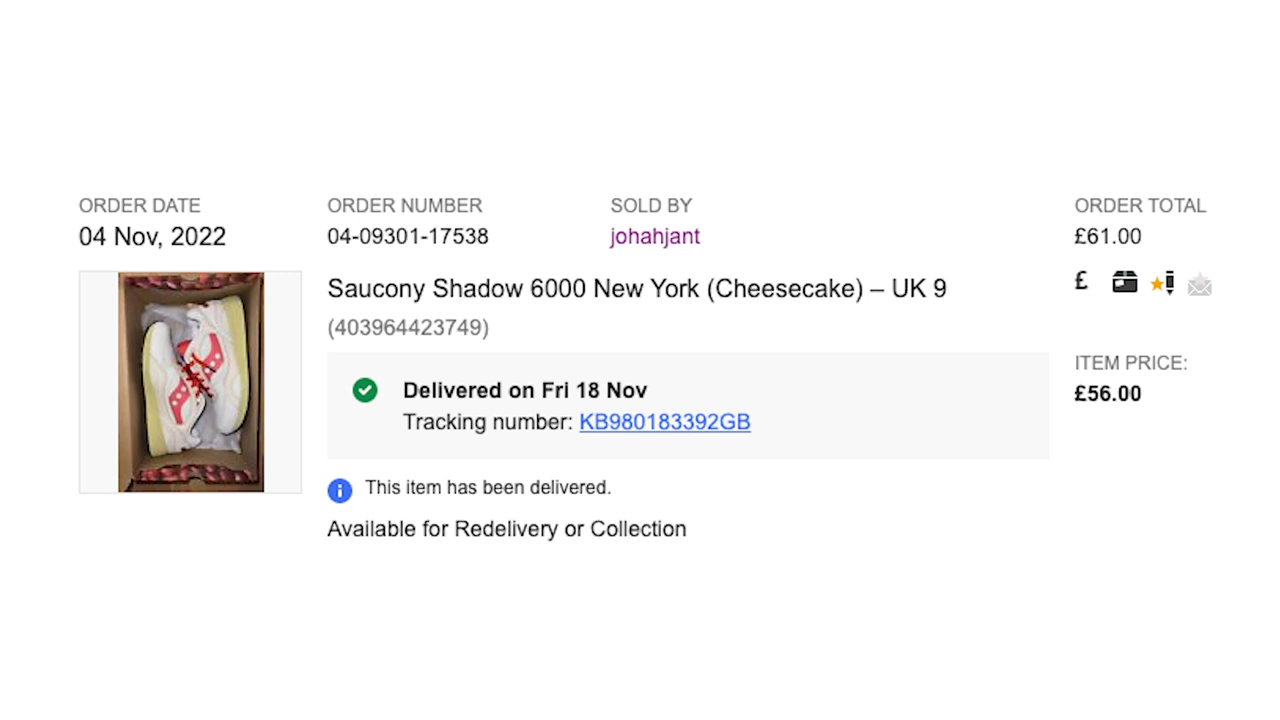 ORDER DATE
04 Nov, 2022
ORDER NUMBER
04-09301-17538
SOLD BY
johahjant
ORDER TOTAL
£61.00
£
Saucony Shadow 6000 New York (Cheesecake) – UK 9
(403964423749)
Delivered on Fri 18 Nov
Tracking number: KB980183392GB
This item has been delivered.
Available for Redelivery or Collection
ITEM PRICE:
£56.00